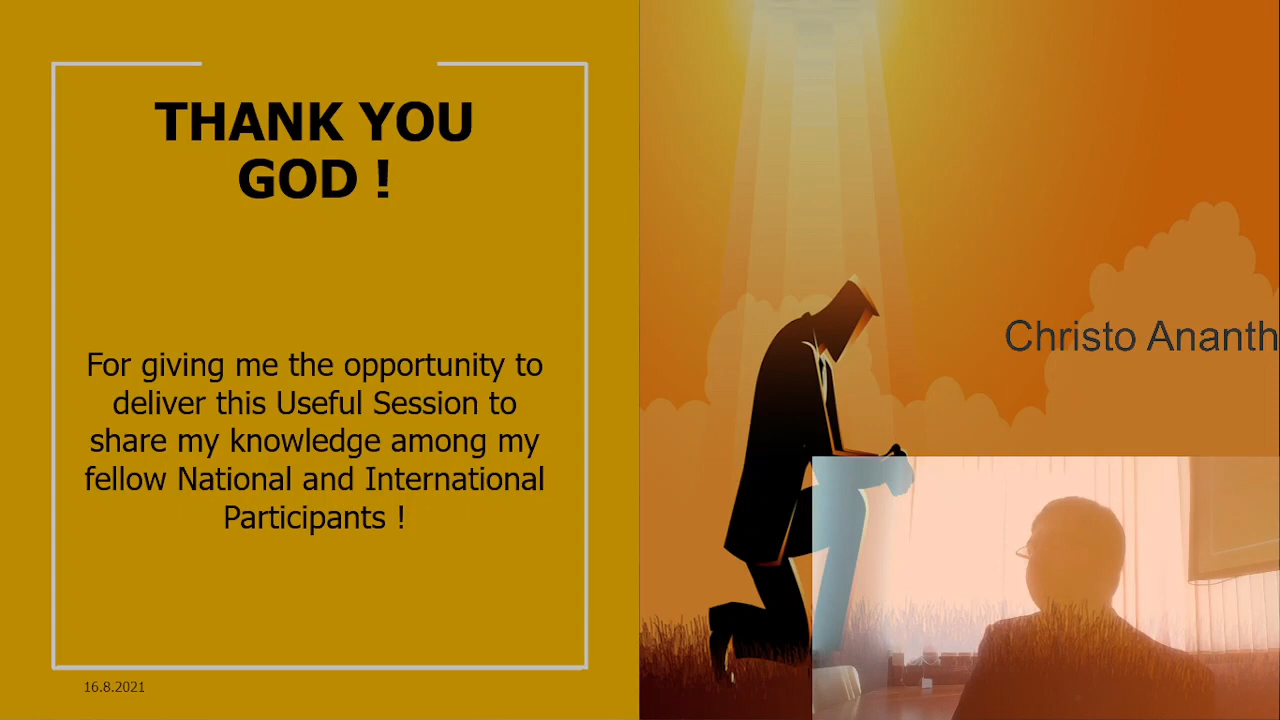 THANK YOU
GOD !
For giving me the opportunity to
deliver this Useful Session to
share my knowledge among my
fellow National and International
Participants !
16.8.2021
Christo Ananth